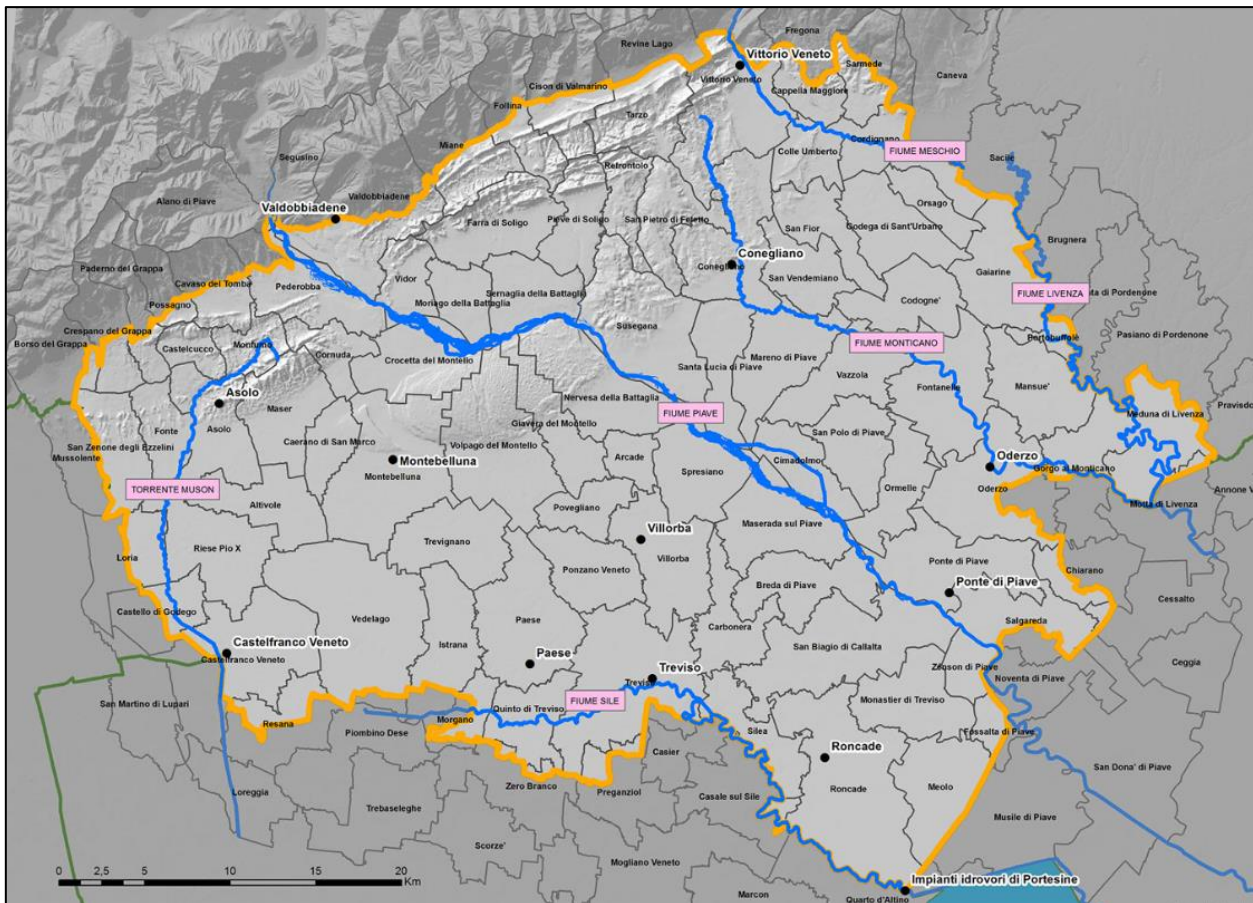 Fregona
Revine Lago
Vittorio Veneto
Sarmede
Caneva
Cison di Valmarino
Vittorio Veneto
Cappella Maggiore
Follina
Tarzo
Cordignano
Miane
Colle Umberto
FIUME MESCHIO
Segusino
Refrontolo
Sacile
Valdobbiadene
Alano di Piave
Valdobbiadene
Orsago
Farra di Soligo
Pieve di Soligo
San Pietro di Feletto
San Fior
Godega di Sant'Urbano
Brugnera
Paderno del Grappa
Conegliano
Cavaso del Tomba
Vidor
Conegliano
San Vendemiano
Gaiarine
Pederobba
Moriago della Battaglia
Sernaglia della Battaglia
Codogne'
FIUME LIVENZA
ta di Pordenone
Possagno
Susegana
Crespano del Grappa
Pasiano di Pordenone
Borso del Grappa
Castelcucco
Monfumo
Cornuda
Crocetta del Montello
FIUME MONTICANO
Portobuffolè
Mareno di Piave
Santa Lucia di Piave
Vazzola
Fontanelle
Mansue'
Asolo
Maser
Nervesa della Battaglia
FIUME PIAVE
Pravisdo
Meduna di Livenza
Fonte
Asolo
Giavera del Montello
San Zenone degli Ezzelini
Caerano di San Marco
Volpago del Montello
San Polo di Piave
Mussolente
Montebelluna
Arcade
Spresiano
Cimadolmo
Oderzo
Montebelluna
Gorgo al Monticano
TORRENTE MUSON
Oderzo
Ormelle
Annone V
Altivole
Povegliano
Motta di Livenza
Maserada sul Piave
Villorba
Riese Pio X
Trevignano
Loria
Villorba
Ponte di Piave
Chiarano
Ponzano Veneto
Breda di Piave
Ponte di Piave
Cessalto
Castello di Godego
Vedelago
Paese
Salgareda
Carbonera
Castelfranco Veneto
Istrana
San Biagio di Callalta
Castelfranco Veneto
Paese
Treviso
Zenson di Piave
Ceggia
Treviso
Noventa di Piave
San Martino di Lupari
FIUME SILE
Monastier di Treviso
Quinto di Treviso
Resana
Morgano
Silea
Fossalta di Piave
Piombino Dese
Roncade
Casier
San Dona' di Piave
Zero Branco
Roncade
Meolo
Loreggia
Preganziol
Casale sul Sile
Trebaseleghe
Musile di Piave
Scorze'
Mogliano Veneto
Impianti idrovori di Portesine
0 2,5 5 10 15 20
Km
Marcon
Quarto d'Altino